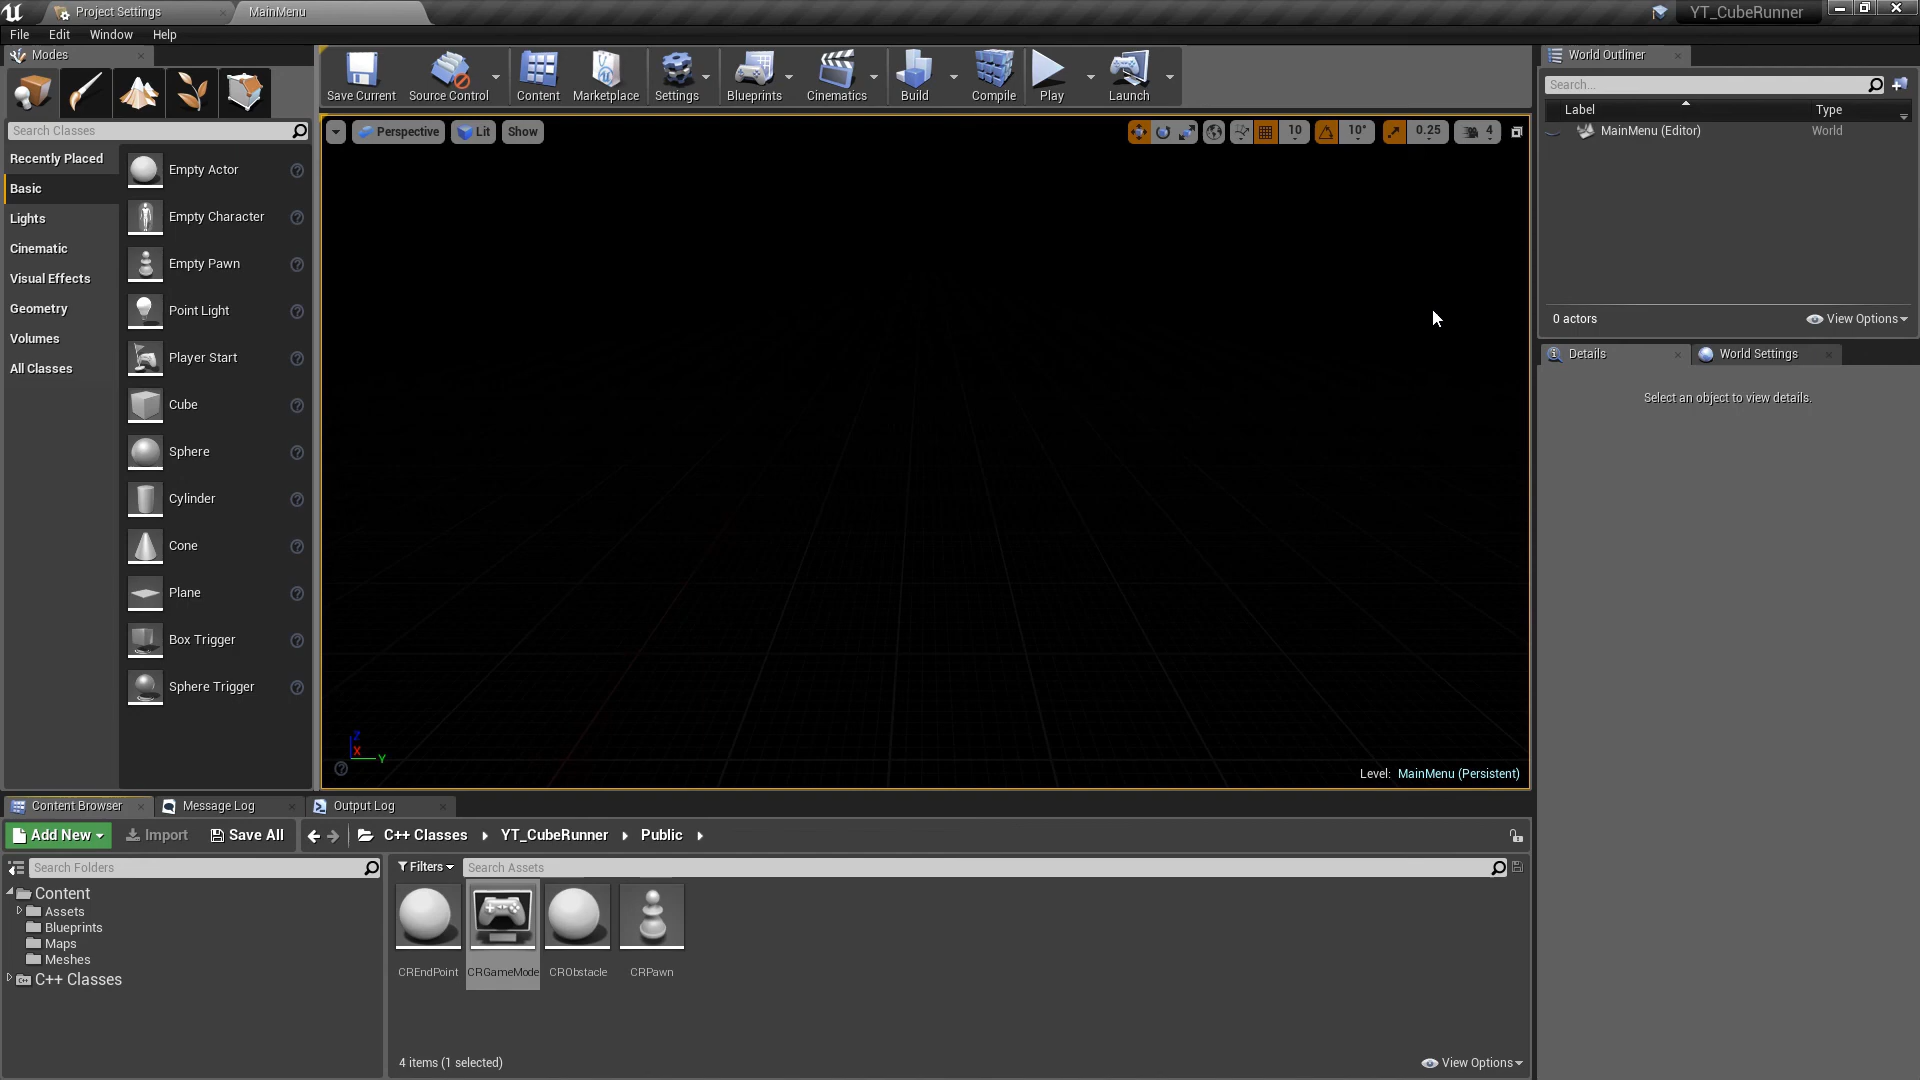 Project Settings
MainMenu
YT_CubeRunner
File Edit Window Help
Modes
Save Current
Source Control
Content
Marketplace
Settings
Blueprints
Cinematics
Build
Compile
Play
Launch
World Outliner
Search...
Label
Type
MainMenu (Editor)
World
0 actors
View Options
Details
World Settings
Select an object to view details.
Search Classes
Recently Placed
Basic
Lights
Cinematic
Visual Effects
Geometry
Volumes
All Classes
Empty Actor
Empty Character
Empty Pawn
Point Light
Player Start
Cube
Sphere
Cylinder
Cone
Plane
Box Trigger
Sphere Trigger
Perspective
Lit
Show
10
10°
0.25
4
Z
X
Y
Level: MainMenu (Persistent)
Content Browser
Message Log
Output Log
Add New
Import
Save All
C++ Classes
YT_CubeRunner
Public
Search Folders
Filters
Search Assets
Content
Assets
Blueprints
Maps
Meshes
C++ Classes
CREndPoint
CRGameMode
CRObstacle
CRPawn
4 items (1 selected)
View Options